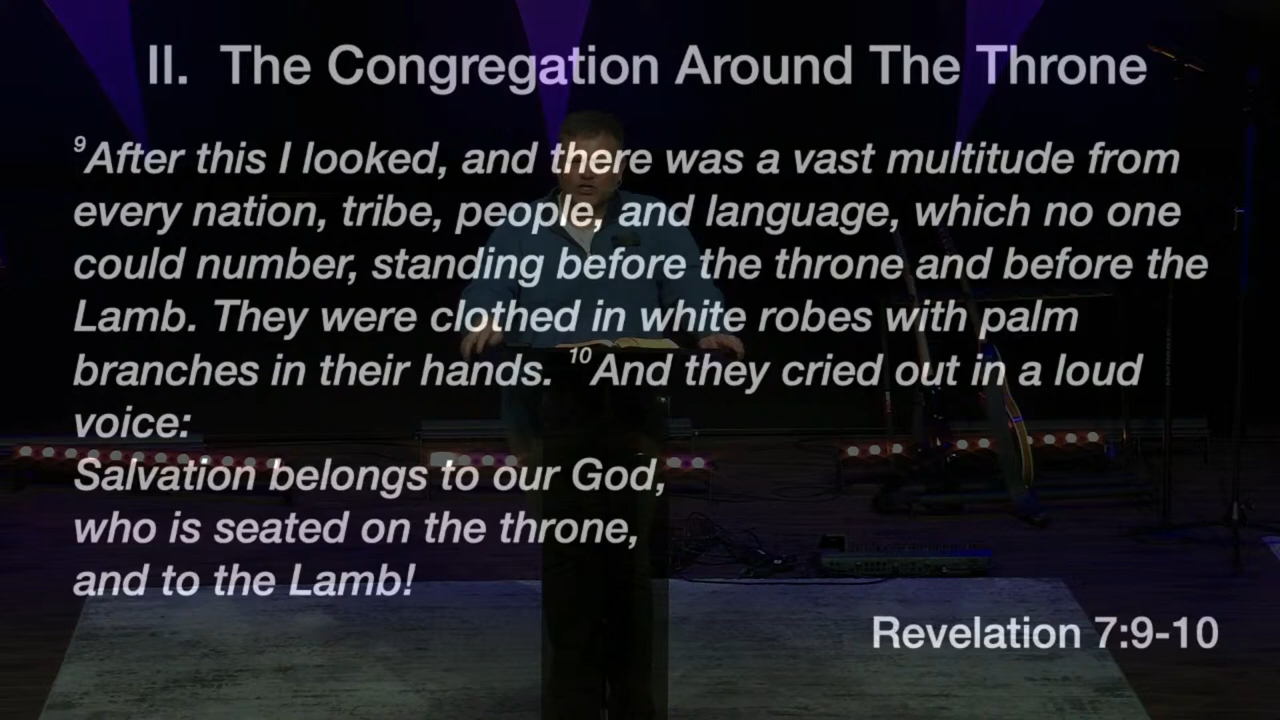 II. The Congregation Around The Throne
⁹After this I looked, and there was a vast multitude from
every nation, tribe, people, and language, which no one
could number, standing before the throne and before the
Lamb. They were clothed in white robes with palm
branches in their hands. ¹⁰And they cried out in a loud
voice:
Salvation belongs to our God,
who is seated on the throne,
and to the Lamb!
Revelation 7:9-10